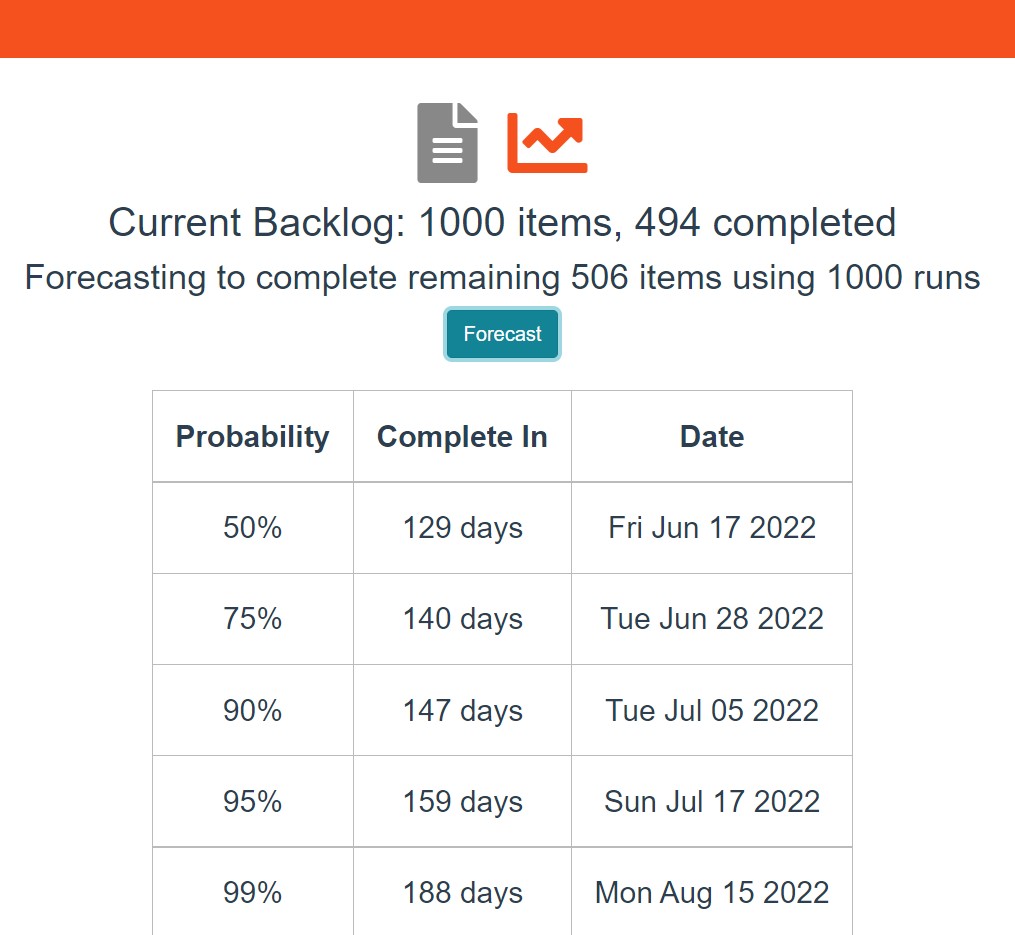 Current Backlog: 1000 items, 494 completed
Forecasting to complete remaining 506 items using 1000 runs
Forecast
Probability Complete In Date
50% 129 days Fri Jun 17 2022
75% 140 days Tue Jun 28 2022
90% 147 days Tue Jul 05 2022
95% 159 days Sun Jul 17 2022
99% 188 days Mon Aug 15 2022